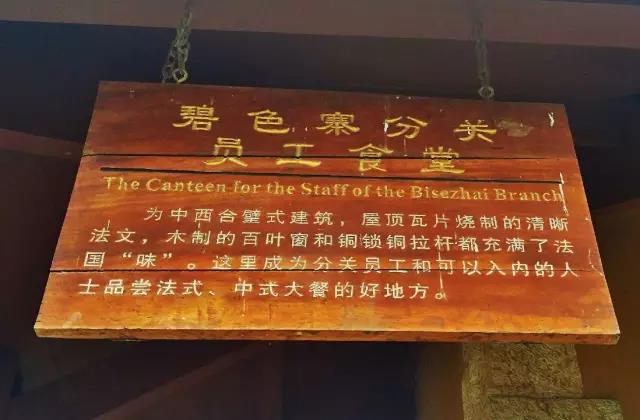 碧色寨分关
员工食堂
The Canteen for the Staff of the Bisezhai Branch
为中西合璧式建筑，屋顶瓦片烧制的清晰
法文，木制的百叶窗和铜锁铜拉杆都充满了法
国“味”。这里成为分关员工和可以入内的人
士品尝法式、中式大餐的好地方。